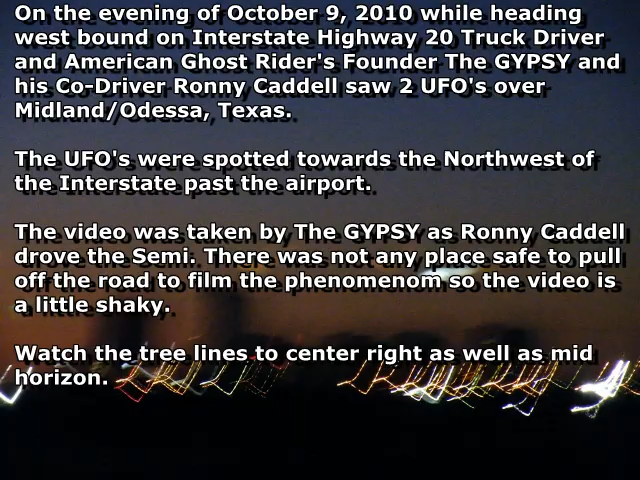 On the evening of October 9, 2010 while heading
west bound on Interstate Highway 20 Truck Driver
and American Ghost Rider's Founder The GYPSY and
his Co-Driver Ronny Caddell saw 2 UFO's over
Midland/Odessa, Texas.
The UFO's were spotted towards the Northwest of
the Interstate past the airport.
The video was taken by The GYPSY as Ronny Caddell
drove the Semi. There was not any place safe to pull
off the road to film the phenomenom so the video is
a little shaky.
Watch the tree lines to center right as well as mid
horizon.